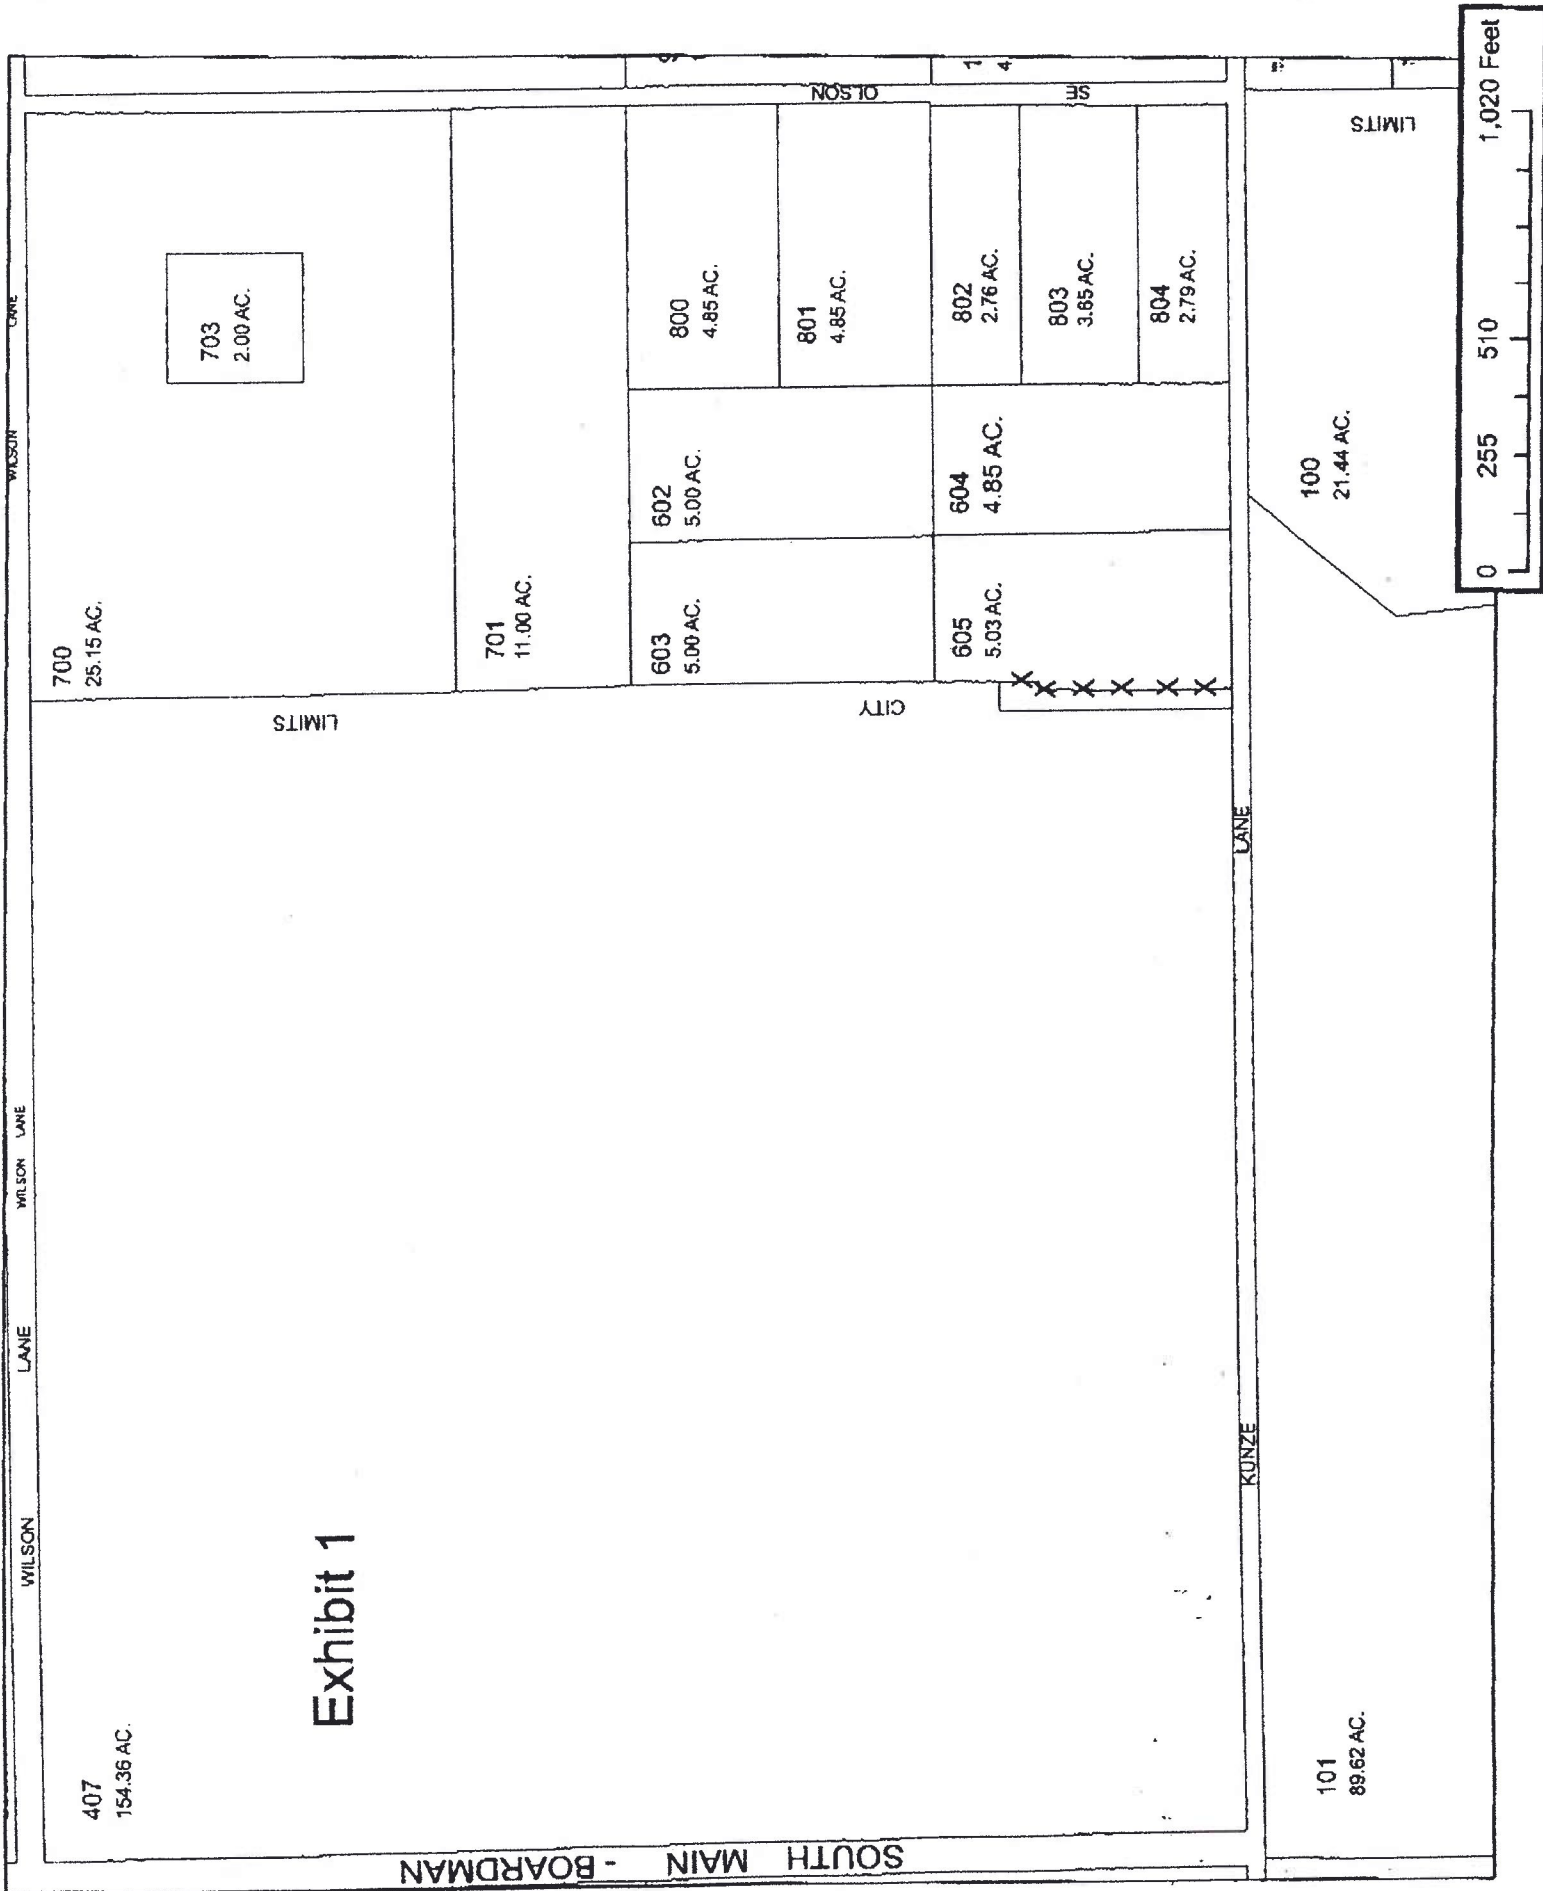 WILSON LANE
WILSON LANE
WILSON LANE
407
154.36 AC.
Exhibit 1
SOUTH MAIN - BOARDMAN
700
25.15 AC.
703
2.00 AC.
LIMITS
701
11.00 AC.
CITY
603
5.00 AC.
602
5.00 AC.
800
4.85 AC.
801
4.85 AC.
SE OLSON
605
5.03 AC.
604
4.85 AC.
802
2.76 AC.
803
3.65 AC.
804
2.79 AC.
1
4
KUNZE LANE
101
89.62 AC.
100
21.44 AC.
LIMITS
0 255 510 1,020 Feet